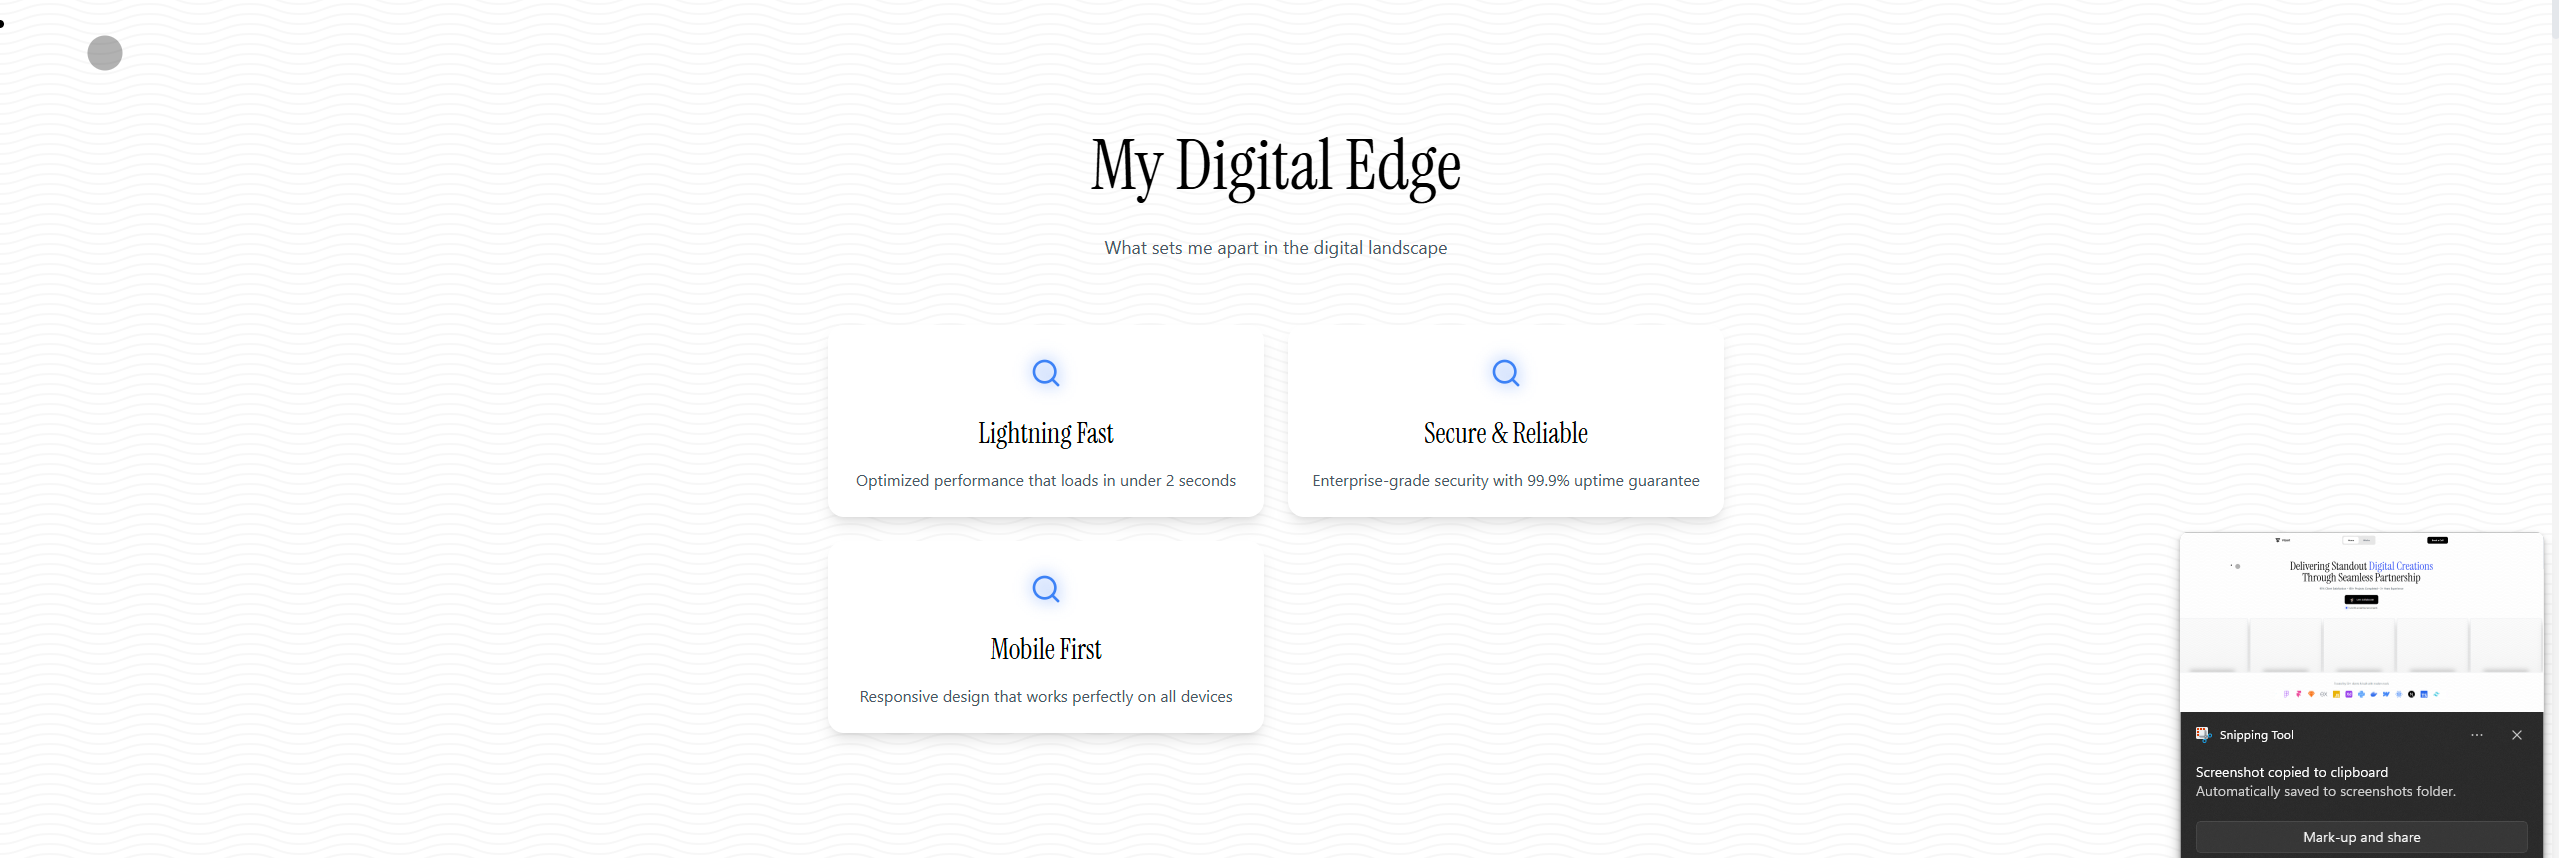 My Digital Edge
What sets me apart in the digital landscape
Lightning Fast
Optimized performance that loads in under 2 seconds
Secure & Reliable
Enterprise-grade security with 99.9% uptime guarantee
Mobile First
Responsive design that works perfectly on all devices
Delivering Standout Digital Creations
Through Seamless Partnership
Snipping Tool
Screenshot copied to clipboard
Automatically saved to screenshots folder.
Mark-up and share